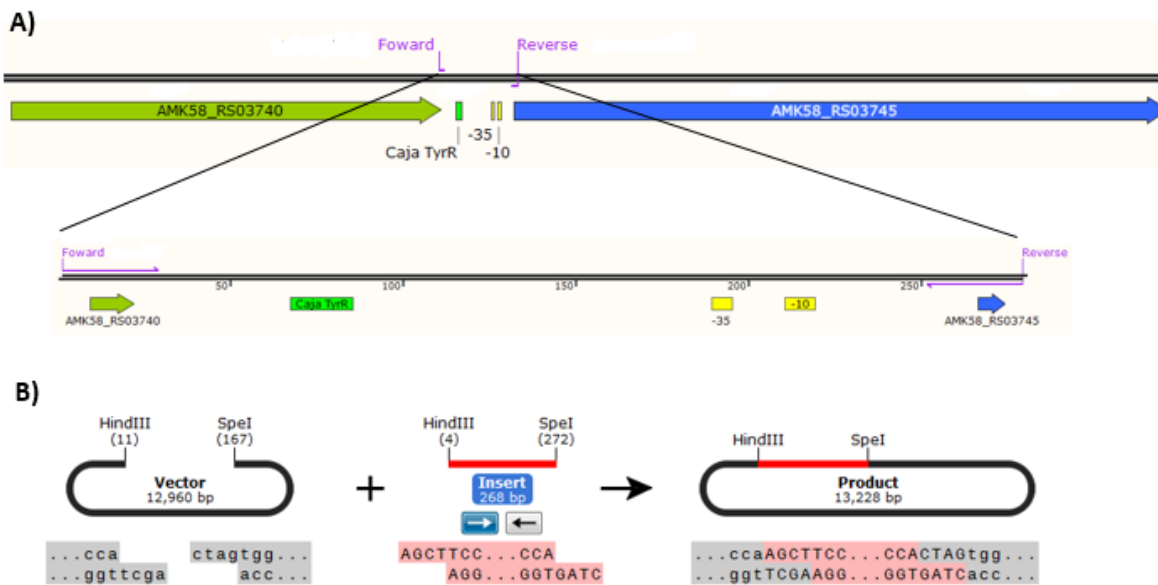 A)
Foward Reverse
AMK58_RS03740 AMK58_RS03745
-35
Caja TyrR -10
Foward Reverse
50 100 150 200 250
Caja TyrR -10
AMK58_RS03740 -35 AMK58_RS03745
B)
HindIII SpeI HindIII SpeI HindIII SpeI
(11) (167) (4) (272)
Vector + Insert Product
12,960 bp 268 bp 13,228 bp
...cca ctagtgg... AGCTTCC...CCA ...ccaAGCTTCC...CCACTAGtgg...
...ggttcga acc... AGG...GGTGATC ...ggtTCGAAGG...GGTGATCacc...